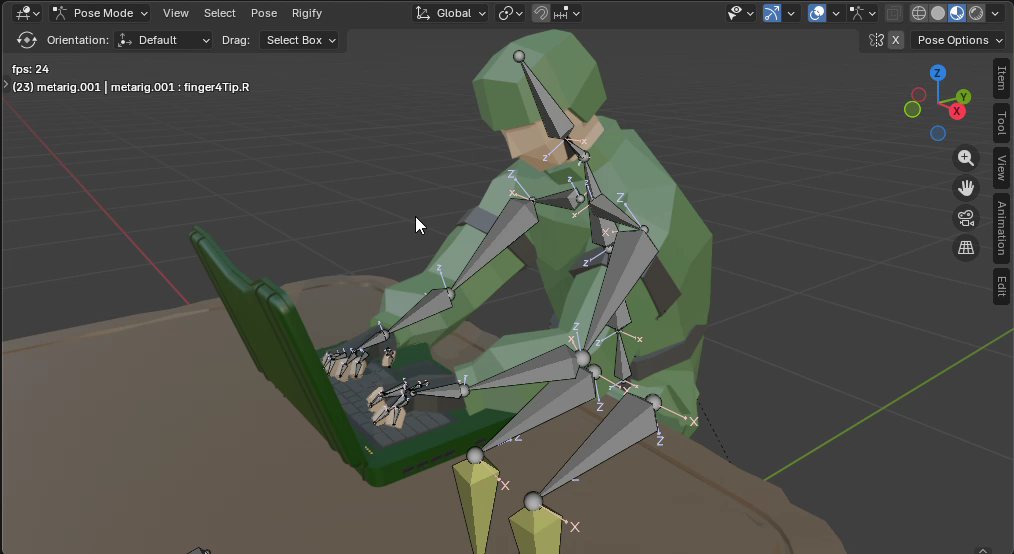 Pose Mode View Select Pose Rigify Global
Orientation: Default Drag: Select Box X Pose Options
fps: 24
(23) metarig.001 | metarig.001 : finger4Tip.R
Z
Y
X
Item
Tool
View
Animation
Edit